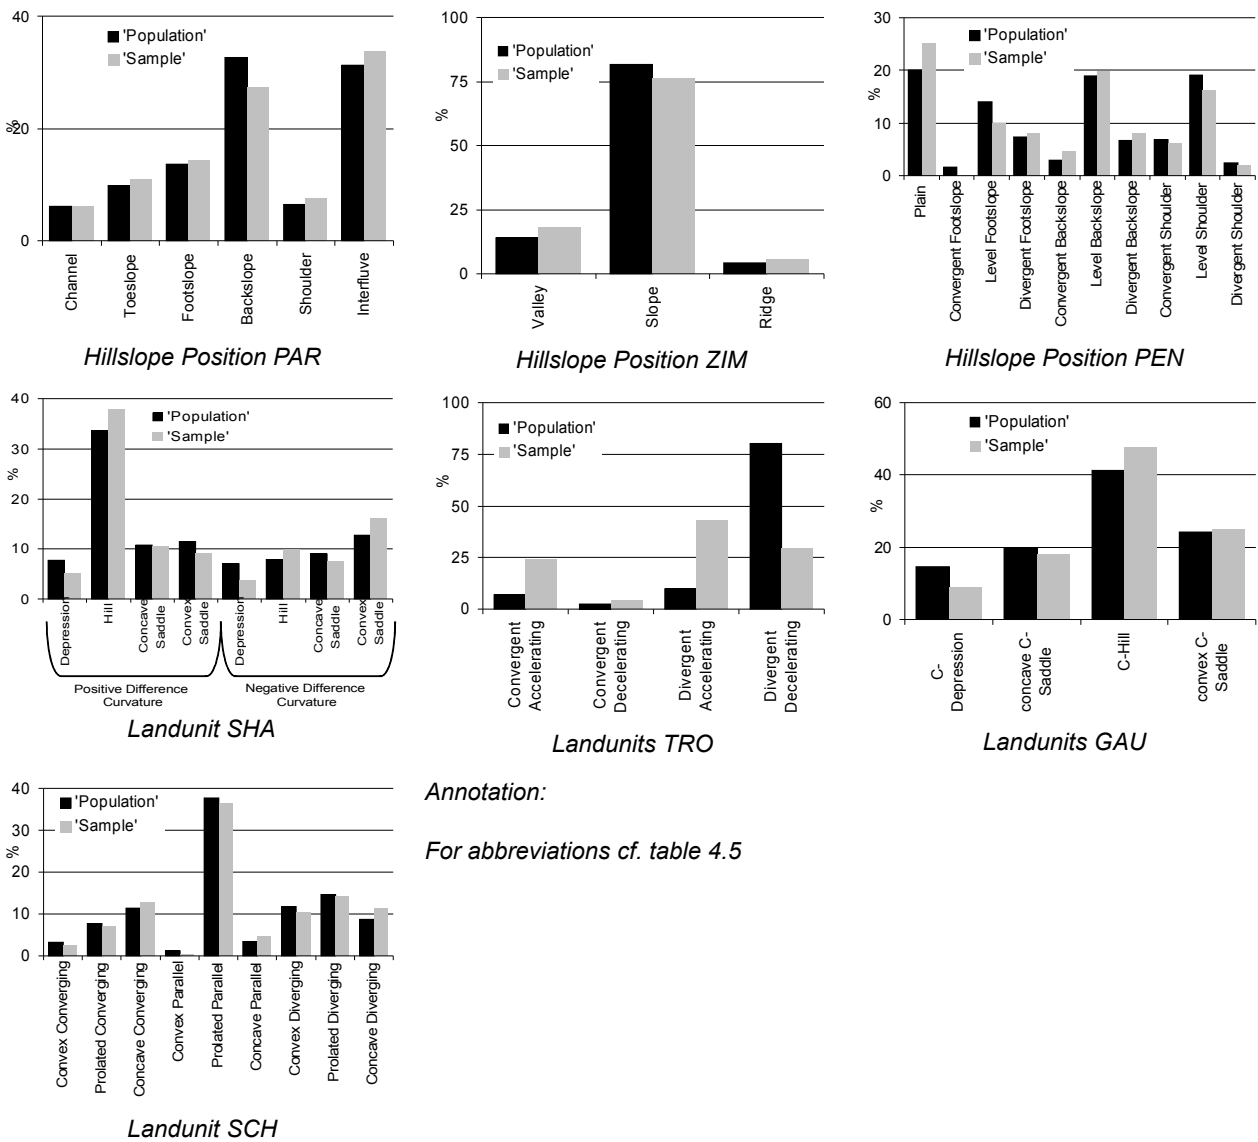 40
20
0
%
'Population'
'Sample'
Channel
Toeslope
Footslope
Backslope
Shoulder
Interfluve
Hillslope Position PAR
100
75
50
25
0
%
'Population'
'Sample'
Valley
Slope
Ridge
Hillslope Position ZIM
30
20
10
0
%
'Population'
'Sample'
Plain
Convergent Footslope
Level Footslope
Divergent Footslope
Convergent Backslope
Level Backslope
Divergent Backslope
Convergent Shoulder
Level Shoulder
Divergent Shoulder
Hillslope Position PEN
40
30
20
10
0
%
'Population'
'Sample'
Depression
Hill
Concave
Saddle
Convex
Saddle
Depression
Hill
Concave
Saddle
Convex
Saddle
Positive Difference
Curvature
Negative Difference
Curvature
Landunit SHA
100
75
50
25
0
%
'Population'
'Sample'
Convergent
Accelerating
Convergent
Decelerating
Divergent
Accelerating
Divergent
Decelerating
Landunits TRO
60
40
20
0
%
'Population'
'Sample'
C-
Depression
concave C-
Saddle
C-Hill
convex C-
Saddle
Landunits GAU
40
30
20
10
0
%
'Population'
'Sample'
Convex Converging
Prolated Converging
Concave Converging
Convex Parallel
Prolated Parallel
Concave Parallel
Convex Diverging
Prolated Diverging
Concave Diverging
Landunit SCH
Annotation:
For abbreviations cf. table 4.5